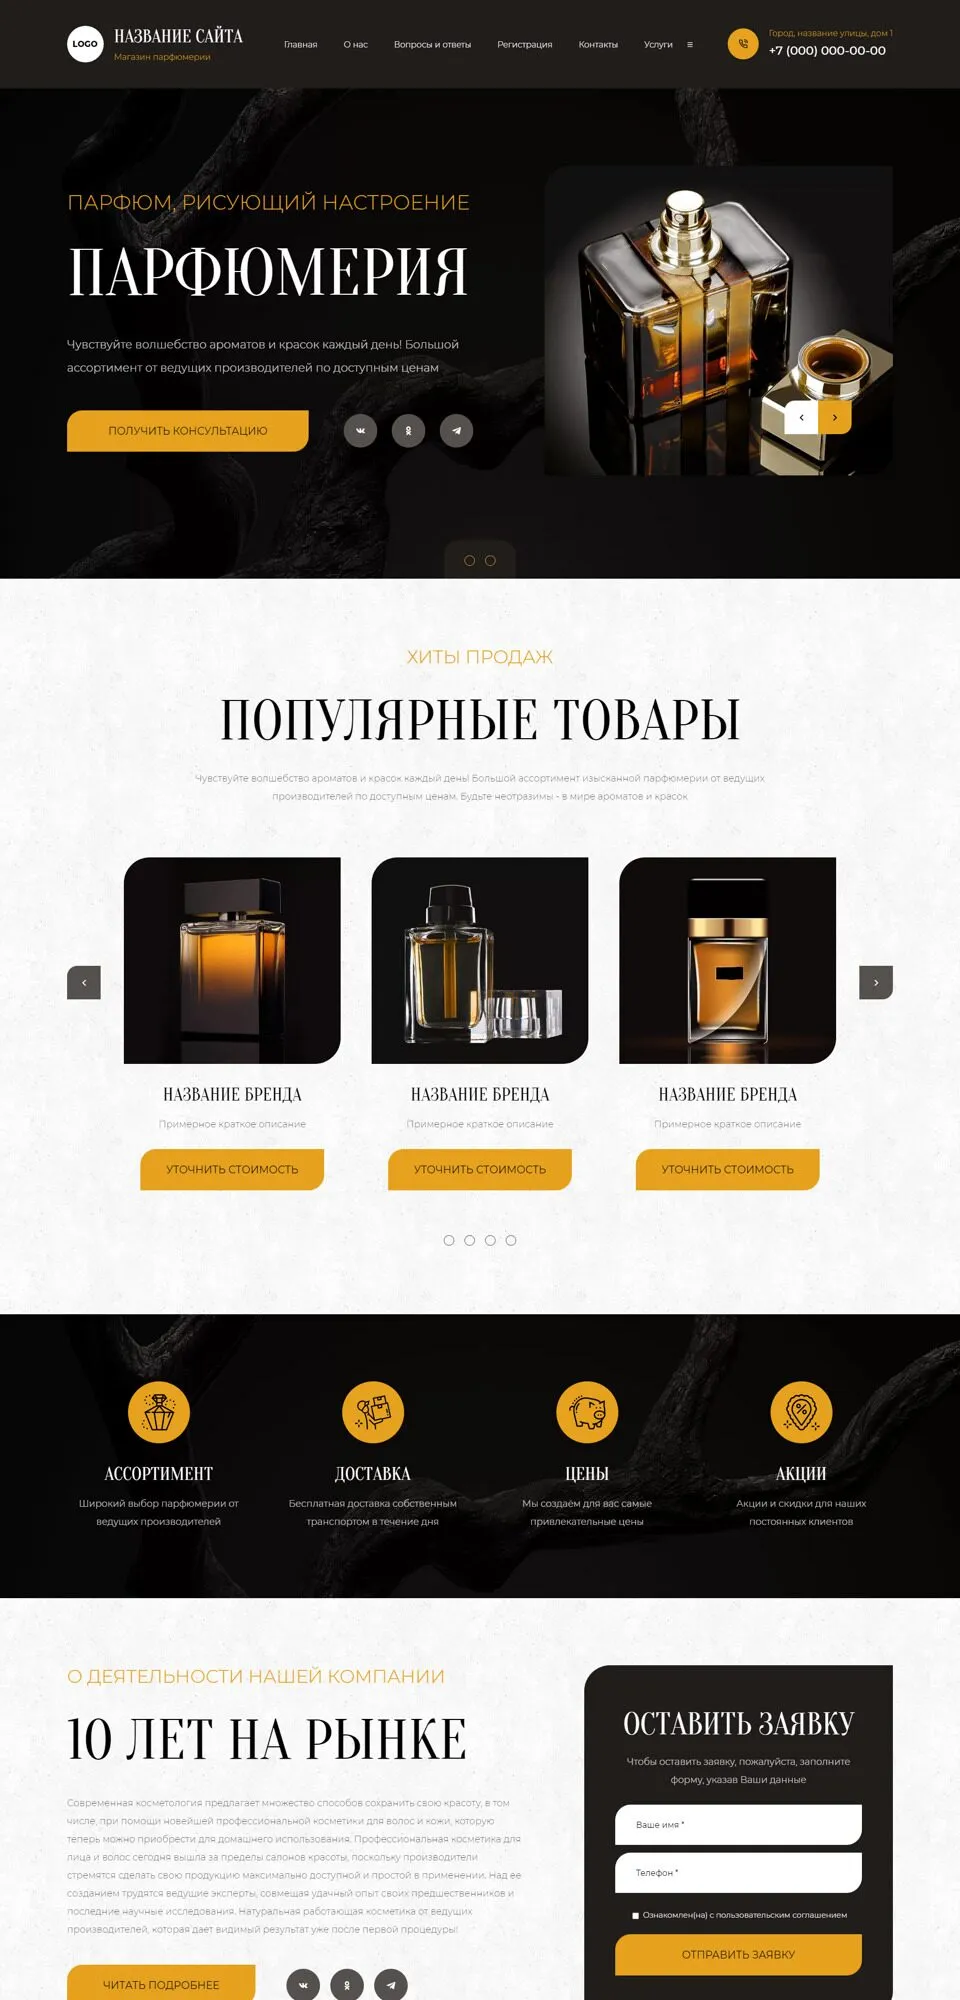 LOGO
НАЗВАНИЕ САЙТА
Магазин парфюмерии
Главная
О нас
Вопросы и ответы
Регистрация
Контакты
Услуги
Город, название улицы, дом 1
+7 (000) 000-00-00
ПАРФЮМ, РИСУЮЩИЙ НАСТРОЕНИЕ
ПАРФЮМЕРИЯ
Чувствуйте волшебство ароматов и красок каждый день! Большой
ассортимент от ведущих производителей по доступным ценам
ПОЛУЧИТЬ КОНСУЛЬТАЦИЮ
ХИТЫ ПРОДАЖ
ПОПУЛЯРНЫЕ ТОВАРЫ
Чувствуйте волшебство ароматов и красок каждый день! Большой ассортимент изысканной парфюмерии от ведущих
производителей по доступным ценам. Будьте неотразимы - в мире ароматов и красок
НАЗВАНИЕ БРЕНДА
Примерное краткое описание
УТОЧНИТЬ СТОИМОСТЬ
НАЗВАНИЕ БРЕНДА
Примерное краткое описание
УТОЧНИТЬ СТОИМОСТЬ
НАЗВАНИЕ БРЕНДА
Примерное краткое описание
УТОЧНИТЬ СТОИМОСТЬ
АССОРТИМЕНТ
Широкий выбор парфюмерии от
ведущих производителей
ДОСТАВКА
Бесплатная доставка собственным
транспортом в течение дня
ЦЕНЫ
Мы создаём для вас самые
привлекательные цены
АКЦИИ
Акции и скидки для наших
постоянных клиентов
О ДЕЯТЕЛЬНОСТИ НАШЕЙ КОМПАНИИ
10 ЛЕТ НА РЫНКЕ
Современная косметология предлагает множество способов сохранить свою красоту, в том
числе, при помощи новейшей профессиональной косметики для волос и кожи, которую
теперь можно приобрести для домашнего использования. Профессиональная косметика для
лица и волос сегодня вышла за пределы салонов красоты, поскольку производители
стремятся сделать свою продукцию максимально доступной и простой в применении. Над ее
созданием трудятся ведущие эксперты, совмещая удачный опыт своих предшественников и
последние научные исследования. Натуральная работающая косметика от ведущих
производителей, которая дает видимый результат уже после первой процедуры!
ЧИТАТЬ ПОДРОБНЕЕ
ОСТАВИТЬ ЗАЯВКУ
Чтобы оставить заявку, пожалуйста, заполните
форму, указав Ваши данные
Ваше имя *
Телефон *
Ознакомлен(на) с пользовательским соглашением
ОТПРАВИТЬ ЗАЯВКУ